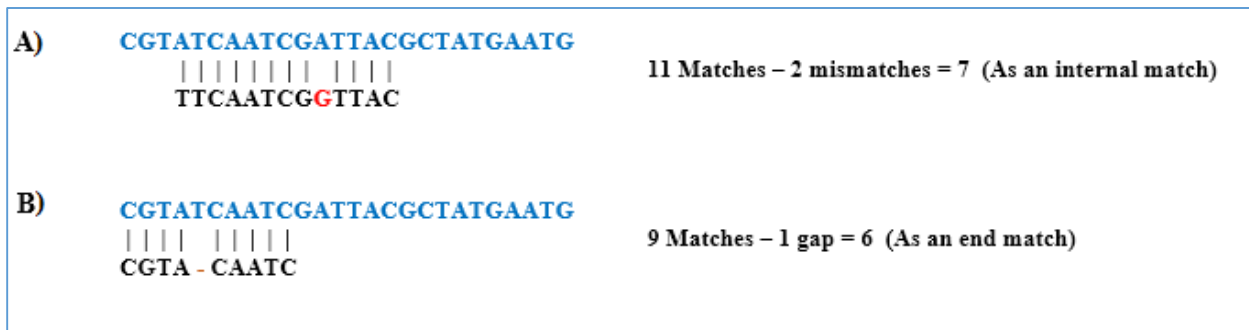 A) CGTATCAATCGATTACGCTATGAATG
| | | | | | | | | | | |
TTCAATCGGTTAC
11 Matches – 2 mismatches = 7 (As an internal match)
B) CGTATCAATCGATTACGCTATGAATG
| | | | | | | | |
CGTA - CAATC
9 Matches – 1 gap = 6 (As an end match)